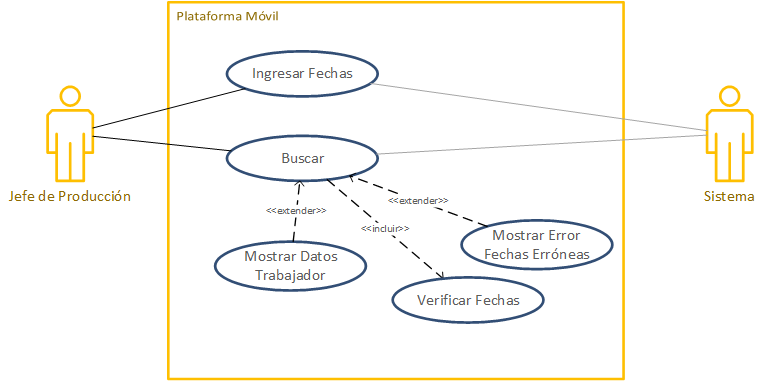 Plataforma Móvil
Ingresar Fechas
Buscar
<<extender>>
<<extender>>
<<incluir>>
Jefe de Producción
Sistema
Mostrar Error
Fechas Erróneas
Mostrar Datos
Trabajador
Verificar Fechas